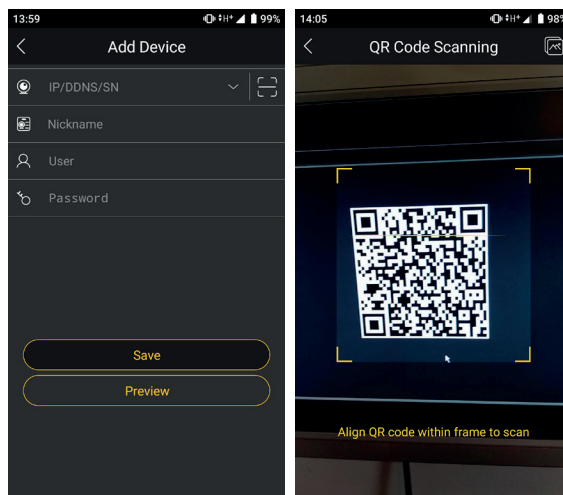 13:59
H+
99%
Add Device
IP/DDNS/SN
Nickname
User
Password
Save
Preview
14:05
H+
98%
QR Code Scanning
Align QR code within frame to scan